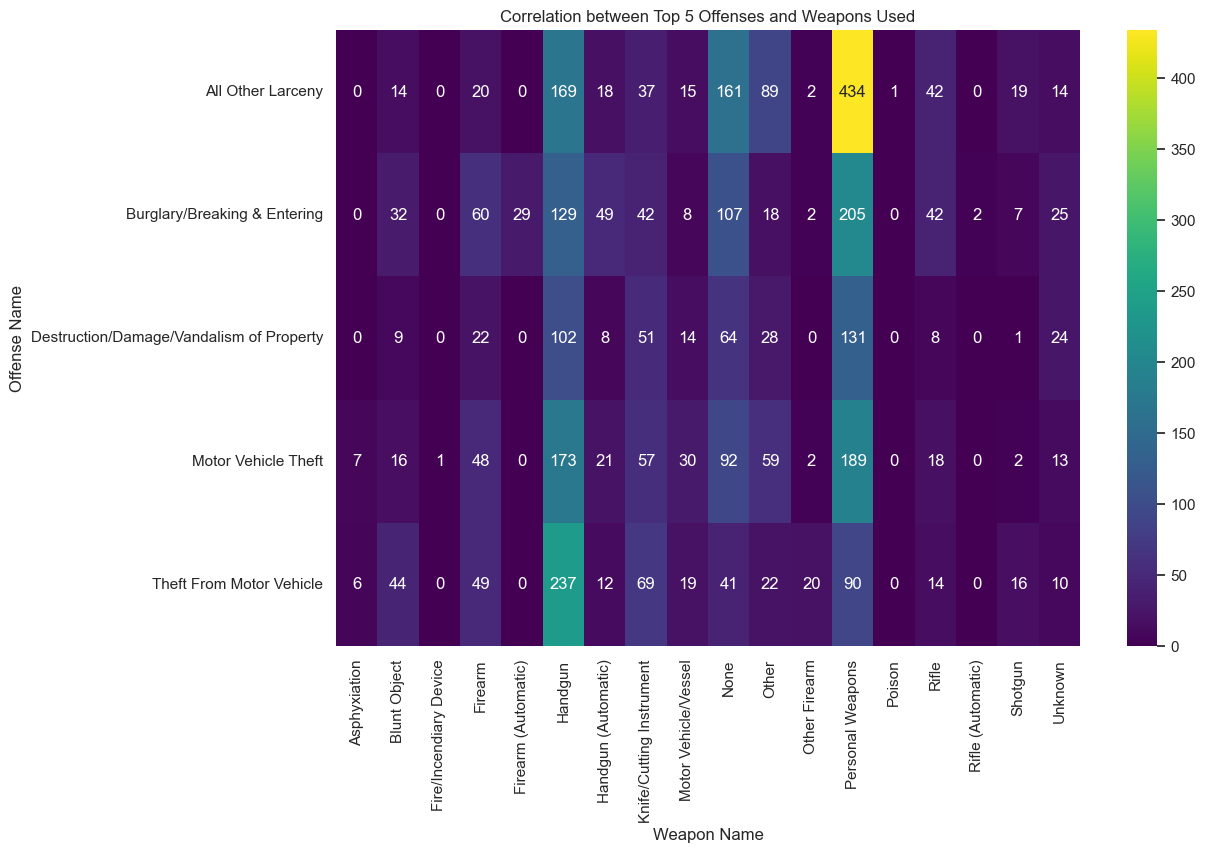 Correlation between Top 5 Offenses and Weapons Used
Offense Name
All Other Larceny
0 14 0 20 0 169 18 37 15 161 89 2 434 1 42 0 19 14
Burglary/Breaking & Entering
0 32 0 60 29 129 49 42 8 107 18 2 205 0 42 2 7 25
Destruction/Damage/Vandalism of Property
0 9 0 22 0 102 8 51 14 64 28 0 131 0 8 0 1 24
Motor Vehicle Theft
7 16 1 48 0 173 21 57 30 92 59 2 189 0 18 0 2 13
Theft From Motor Vehicle
6 44 0 49 0 237 12 69 19 41 22 20 90 0 14 0 16 10
Asphyxiation
Blunt Object
Fire/Incendiary Device
Firearm
Firearm (Automatic)
Handgun
Handgun (Automatic)
Knife/Cutting Instrument
Motor Vehicle/Vessel
None
Other
Other Firearm
Personal Weapons
Poison
Rifle
Rifle (Automatic)
Shotgun
Unknown
Weapon Name
400
350
300
250
200
150
100
50
0